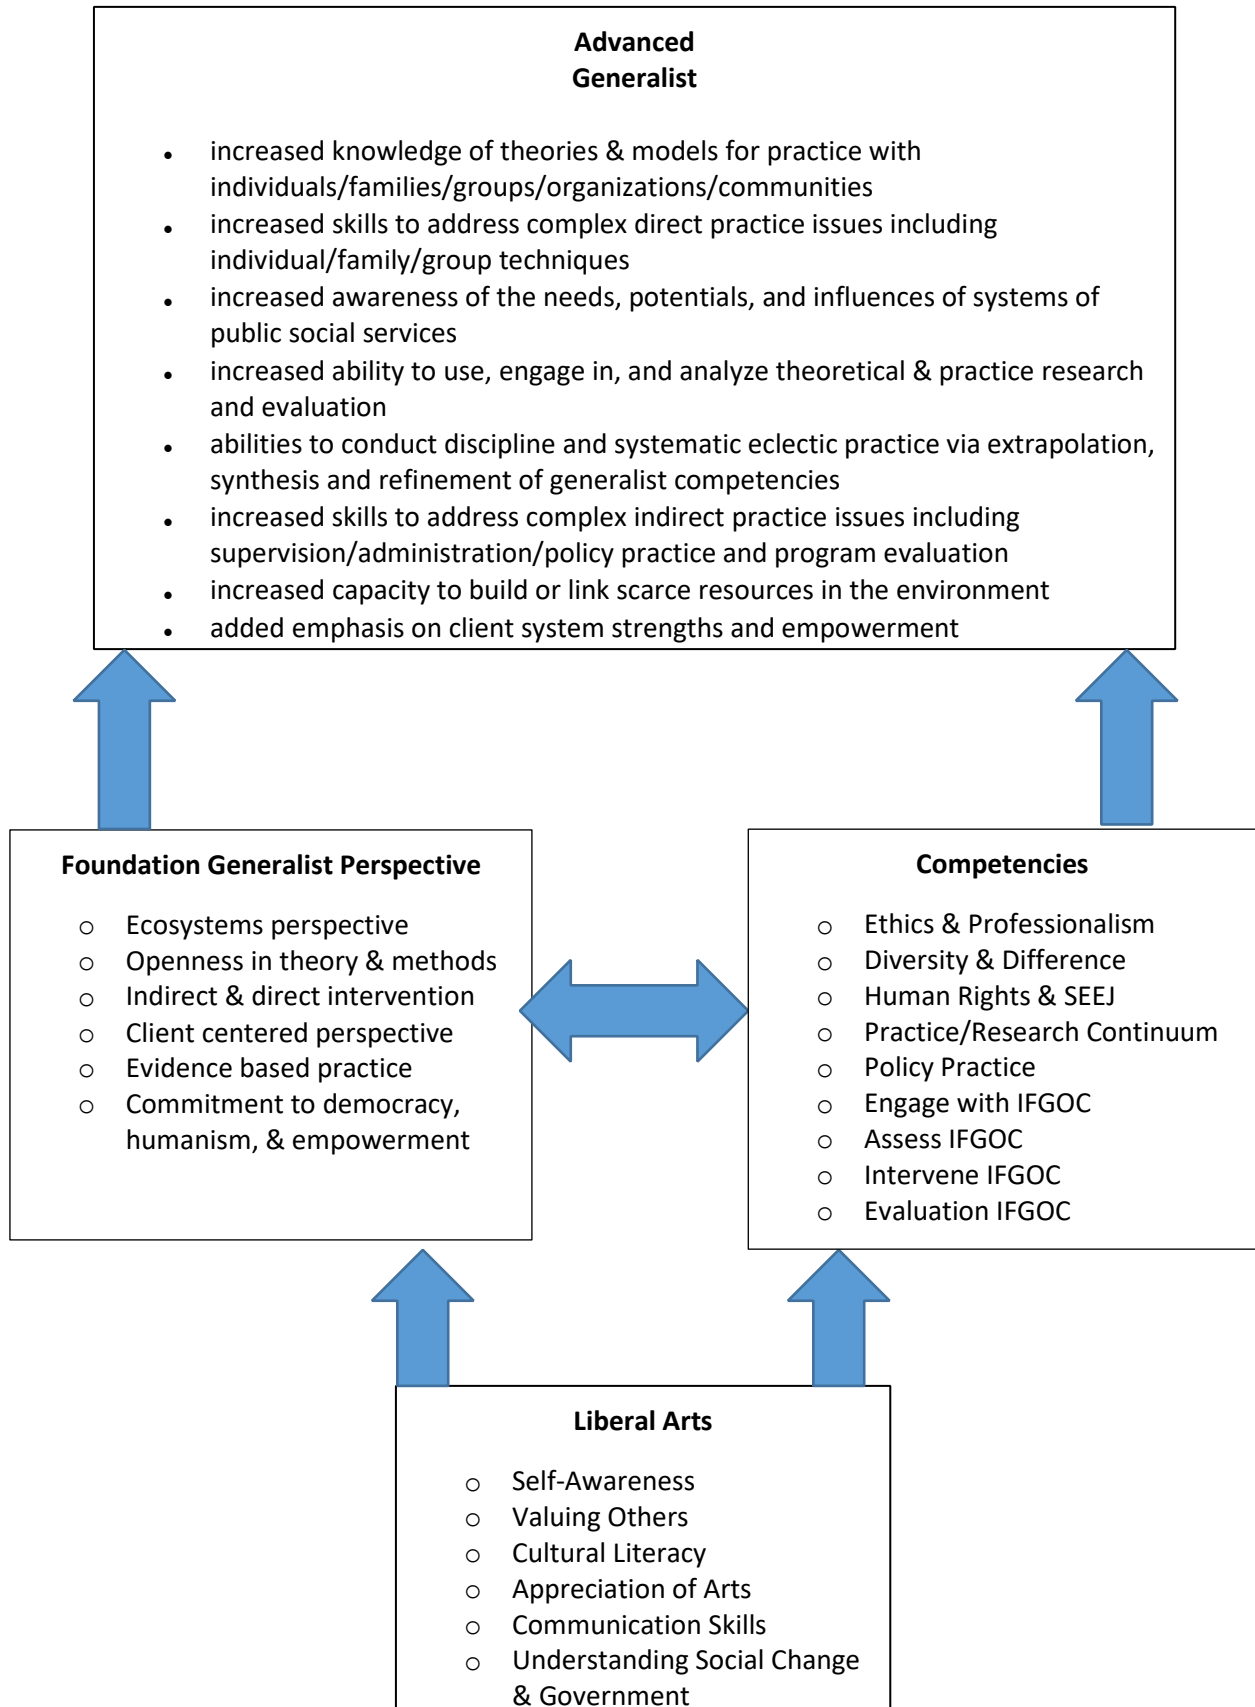 Advanced
Generalist
• increased knowledge of theories & models for practice with
individuals/families/groups/organizations/communities
• increased skills to address complex direct practice issues including
individual/family/group techniques
• increased awareness of the needs, potentials, and influences of systems of
public social services
• increased ability to use, engage in, and analyze theoretical & practice research
and evaluation
• abilities to conduct discipline and systematic eclectic practice via extrapolation,
synthesis and refinement of generalist competencies
• increased skills to address complex indirect practice issues including
supervision/administration/policy practice and program evaluation
• increased capacity to build or link scarce resources in the environment
• added emphasis on client system strengths and empowerment
Foundation Generalist Perspective
o Ecosystems perspective
o Openness in theory & methods
o Indirect & direct intervention
o Client centered perspective
o Evidence based practice
o Commitment to democracy,
humanism, & empowerment
Competencies
o Ethics & Professionalism
o Diversity & Difference
o Human Rights & SEEJ
o Practice/Research Continuum
o Policy Practice
o Engage with IFGOC
o Assess IFGOC
o Intervene IFGOC
o Evaluation IFGOC
Liberal Arts
o Self-Awareness
o Valuing Others
o Cultural Literacy
o Appreciation of Arts
o Communication Skills
o Understanding Social Change
& Government